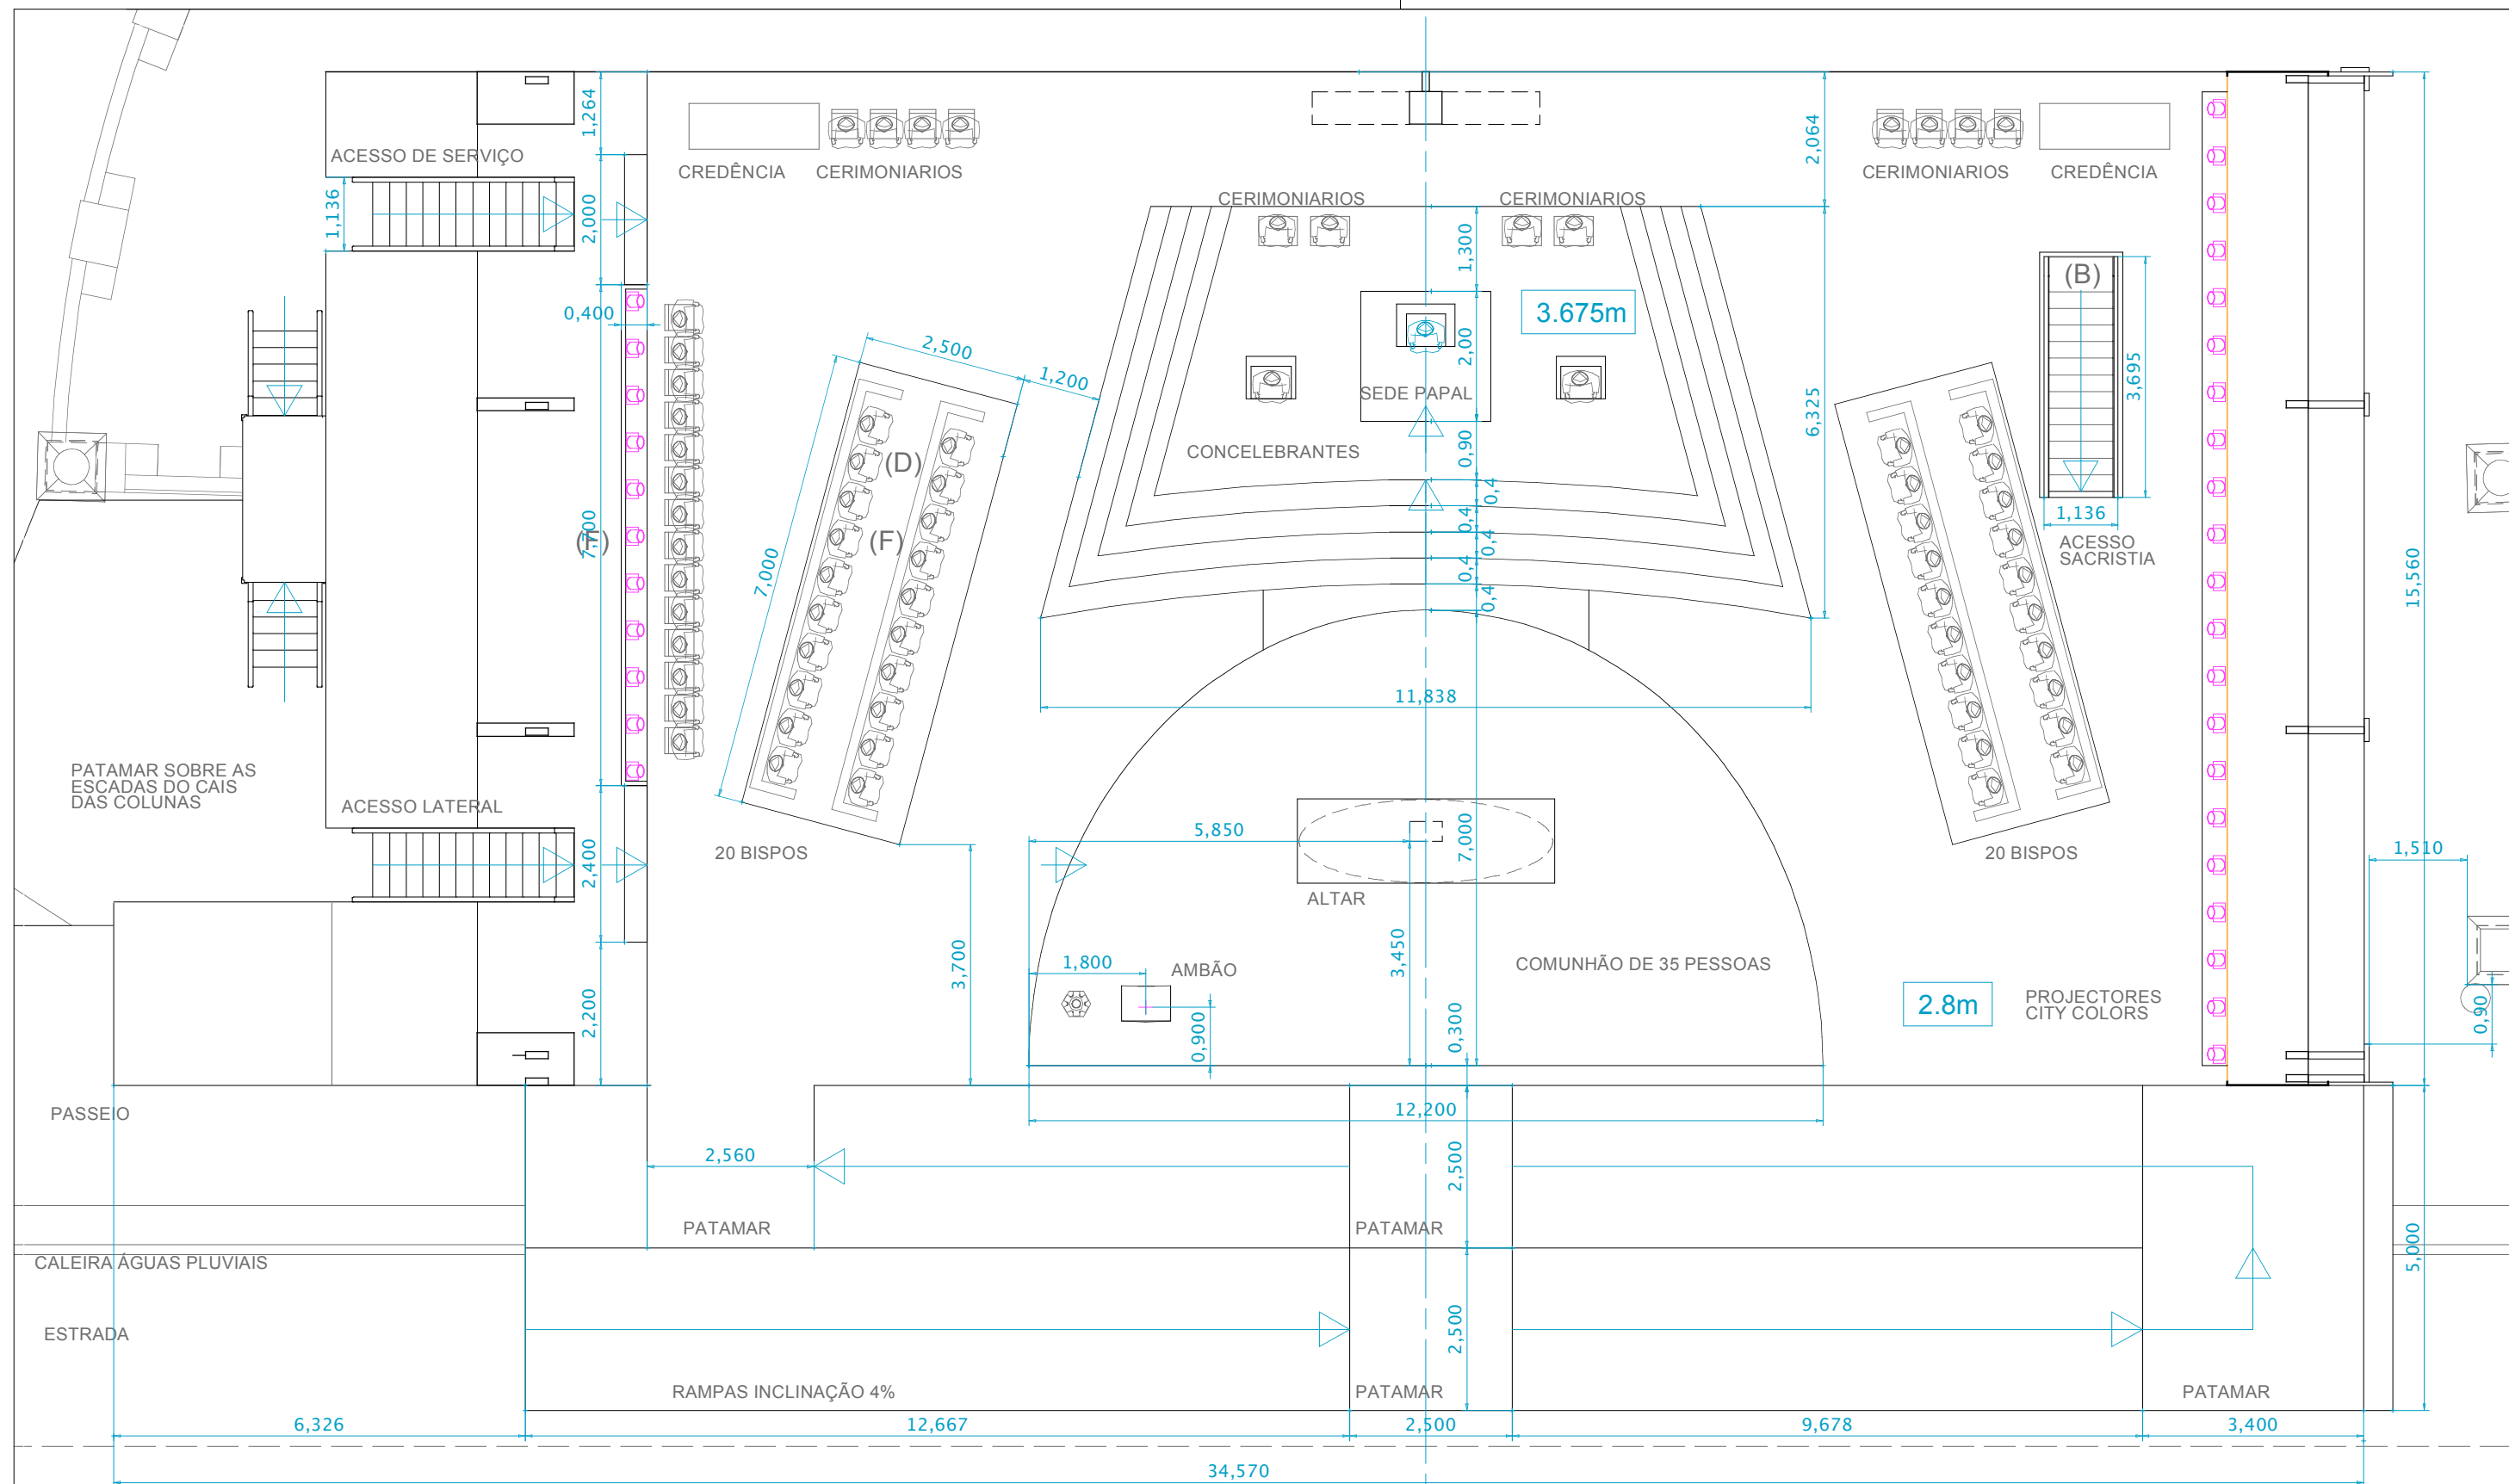 1,264
2,064
ACESSO DE SERVIÇO
CREDÊNCIA
CERIMONIARIOS
CERIMONIARIOS
CREDÊNCIA
CERIMONIARIOS
CERIMONIARIOS
1,136
2,000
1,300
(B)
0,400
3.675m
2,500
2,00
1,200
3,695
SEDE PAPAL
6,325
CONCELEBRANTES
0,90
(D)
0,4
1,136
0,4
(E)
7,700
(F)
0,4
ACESSO
SACRISTIA
7,000
0,4
15,560
0,4
11,838
PATAMAR SOBRE AS
ESCADAS DO CAIS
DAS COLUNAS
ACESSO LATERAL
5,850
7,000
20 BISPOS
20 BISPOS
1,510
2,400
ALTAR
3,700
1,800
AMBÃO
3,450
COMUNHÃO DE 35 PESSOAS
2,200
0,900
0,300
2.8m
PROJECTORES
CITY COLORS
0,90
PASSEIO
12,200
2,560
2,500
PATAMAR
PATAMAR
CALEIRA ÁGUAS PLUVIAIS
5,000
ESTRADA
2,500
RAMPAS INCLINAÇÃO 4%
PATAMAR
PATAMAR
6,326
12,667
2,500
9,678
3,400
34,570